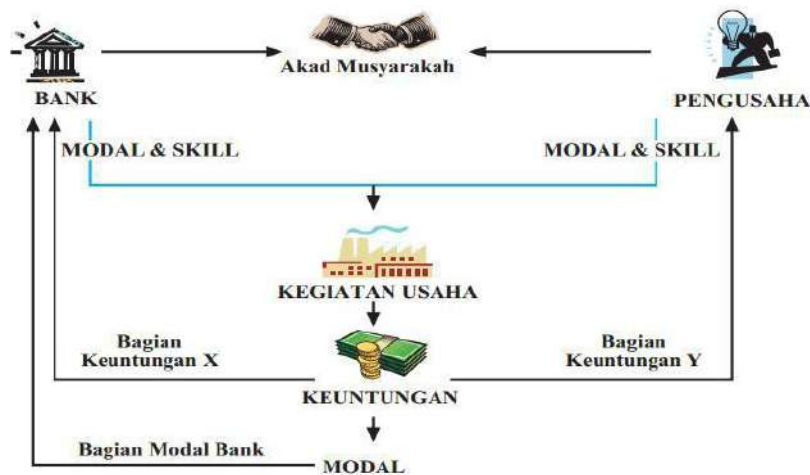 Akad Musyarakah
BANK
PENGUSAHA
MODAL & SKILL
MODAL & SKILL
KEGIATAN USAHA
Bagian
Keuntungan X
Bagian
Keuntungan Y
KEUNTUNGAN
Bagian Modal Bank
MODAL